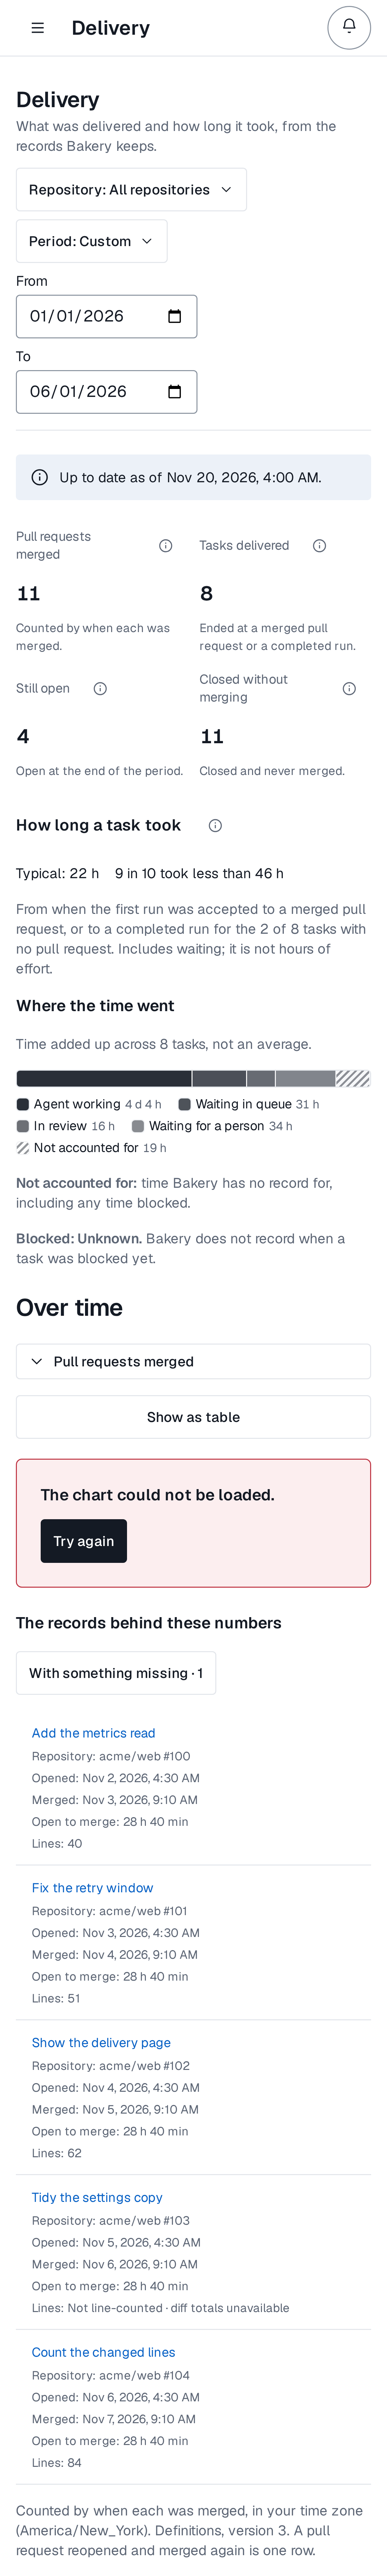 Delivery
Delivery
What was delivered and how long it took, from the
records Bakery keeps.
Repository: All repositories
Period: Custom
From
01/01/2026
To
06/01/2026
Up to date as of Nov 20, 2026, 4:00 AM.
Pull requests
merged
11
Counted by when each was
merged.
Tasks delivered
8
Ended at a merged pull
request or a completed run.
Still open
4
Open at the end of the period.
Closed without
merging
11
Closed and never merged.
How long a task took
Typical: 22 h 9 in 10 took less than 46 h
From when the first run was accepted to a merged pull
request, or to a completed run for the 2 of 8 tasks with
no pull request. Includes waiting; it is not hours of
effort.
Where the time went
Time added up across 8 tasks, not an average.
Agent working 4 d 4 h Waiting in queue 31 h
In review 16 h Waiting for a person 34 h
Not accounted for 19 h
Not accounted for: time Bakery has no record for,
including any time blocked.
Blocked: Unknown. Bakery does not record when a
task was blocked yet.
Over time
Pull requests merged
Show as table
The chart could not be loaded.
Try again
The records behind these numbers
With something missing · 1
Add the metrics read
Repository: acme/web #100
Opened: Nov 2, 2026, 4:30 AM
Merged: Nov 3, 2026, 9:10 AM
Open to merge: 28 h 40 min
Lines: 40
Fix the retry window
Repository: acme/web #101
Opened: Nov 3, 2026, 4:30 AM
Merged: Nov 4, 2026, 9:10 AM
Open to merge: 28 h 40 min
Lines: 51
Show the delivery page
Repository: acme/web #102
Opened: Nov 4, 2026, 4:30 AM
Merged: Nov 5, 2026, 9:10 AM
Open to merge: 28 h 40 min
Lines: 62
Tidy the settings copy
Repository: acme/web #103
Opened: Nov 5, 2026, 4:30 AM
Merged: Nov 6, 2026, 9:10 AM
Open to merge: 28 h 40 min
Lines: Not line-counted · diff totals unavailable
Count the changed lines
Repository: acme/web #104
Opened: Nov 6, 2026, 4:30 AM
Merged: Nov 7, 2026, 9:10 AM
Open to merge: 28 h 40 min
Lines: 84
Counted by when each was merged, in your time zone
(America/New_York). Definitions, version 3. A pull
request reopened and merged again is one row.